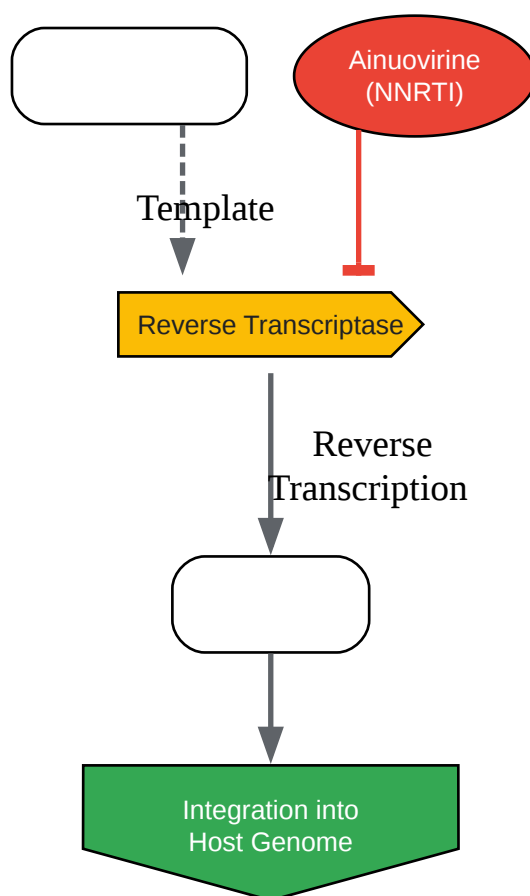 Ainuovirine
(NNRTI)
Template
Reverse Transcriptase
Reverse
Transcription
Integration into
Host Genome